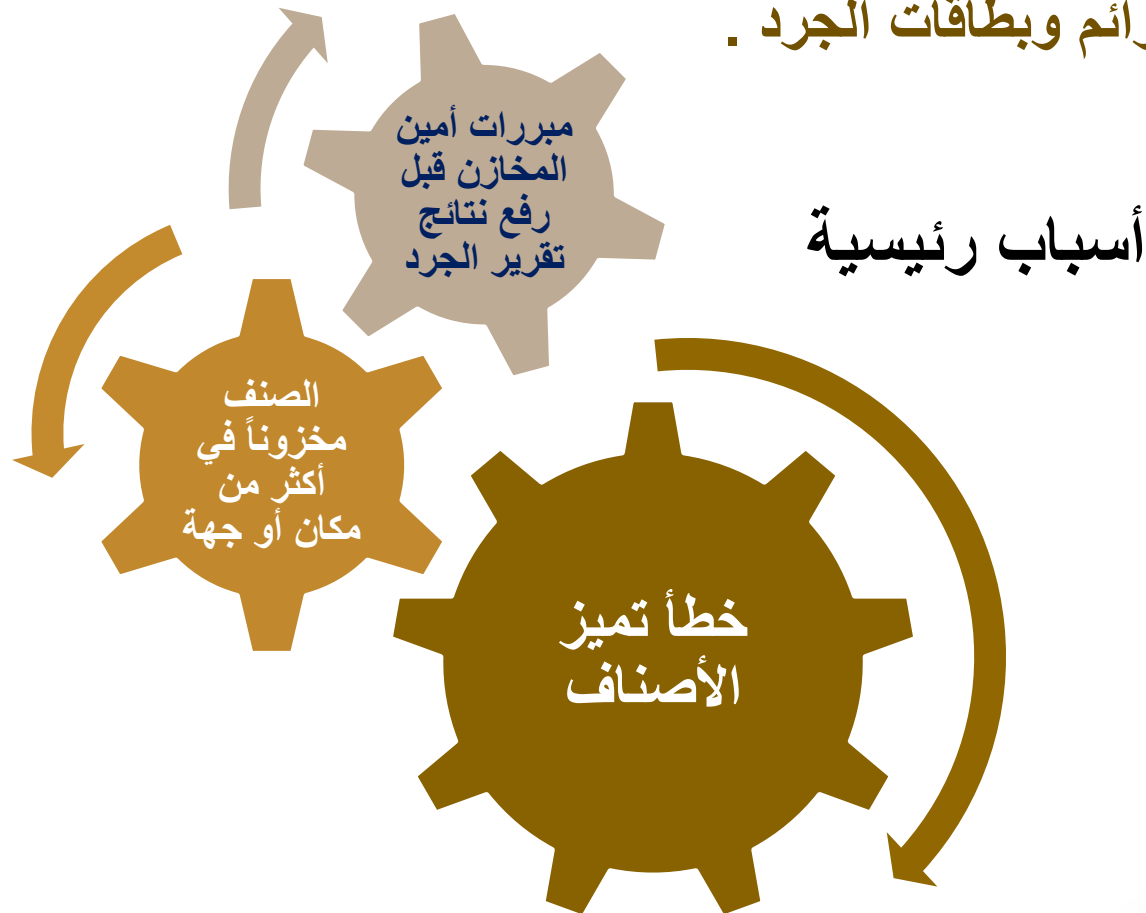 وبطاقات الجرد .
مبررات أمين
المخازن قبل
رفع نتائج
تقرير الجرد
أسباب رئيسية
الصنف
مخزوناً في
أكثر من
مكان أو جهة
خطأ تميز
الأصناف